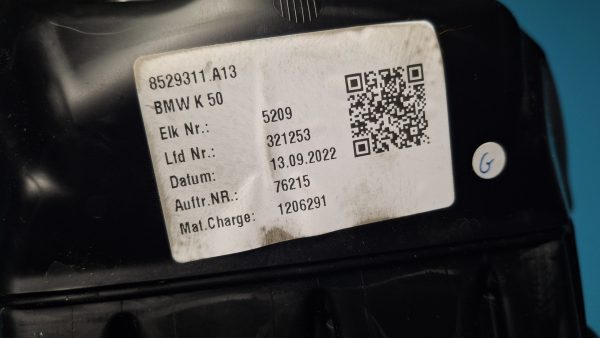 8529311.A13
BMW K 50
Elk Nr.: 5209
Lfd Nr.: 321253
Datum: 13.09.2022
Auftr.NR.: 76215
Mat.Charge: 1206291
G